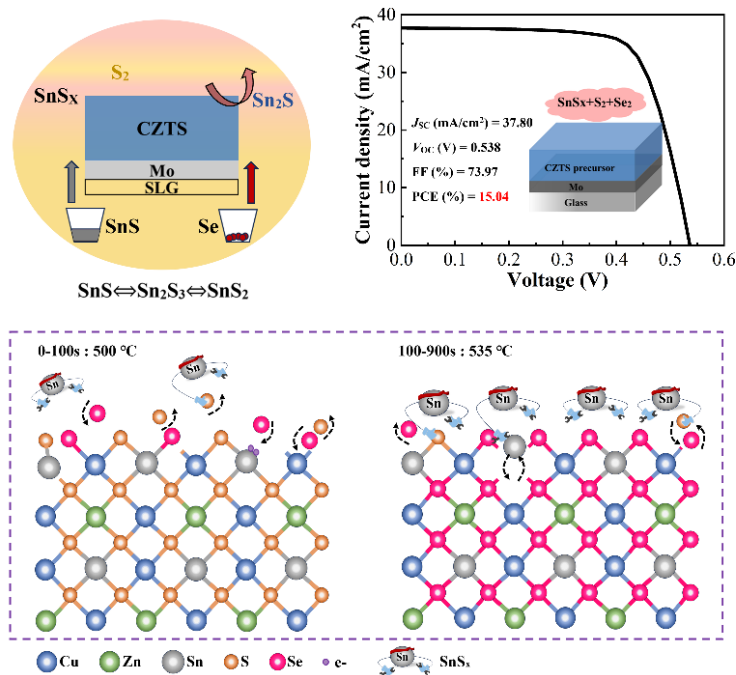 S₂
SnSₓ
Sn₂S
CZTS
Mo
SLG
SnS
Se
SnS⇔Sn₂S₃⇔SnS₂
Current density (mA/cm²)
40
30
20
10
0
0.0 0.1 0.2 0.3 0.4 0.5 0.6
Voltage (V)
SnSx+S₂+Se₂
J_SC (mA/cm²) = 37.80
V_OC (V) = 0.538
FF (%) = 73.97
PCE (%) = 15.04
CZTS precursor
Mo
Glass
0-100s : 500 °C
Sn
Sn
100-900s : 535 °C
Sn
Sn
Sn
Sn
Cu Zn Sn S Se e- Sn SnSₓ